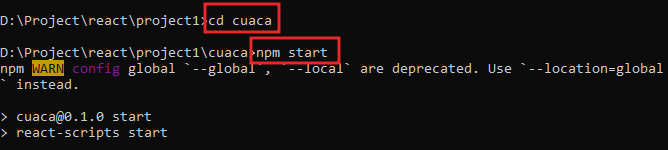 D:\Project\react\project1>cd cuaca
D:\Project\react\project1\cuaca>npm start
npm WARN config global `--global`, `--local` are deprecated. Use `--location=global
` instead.
> cuaca@0.1.0 start
> react-scripts start